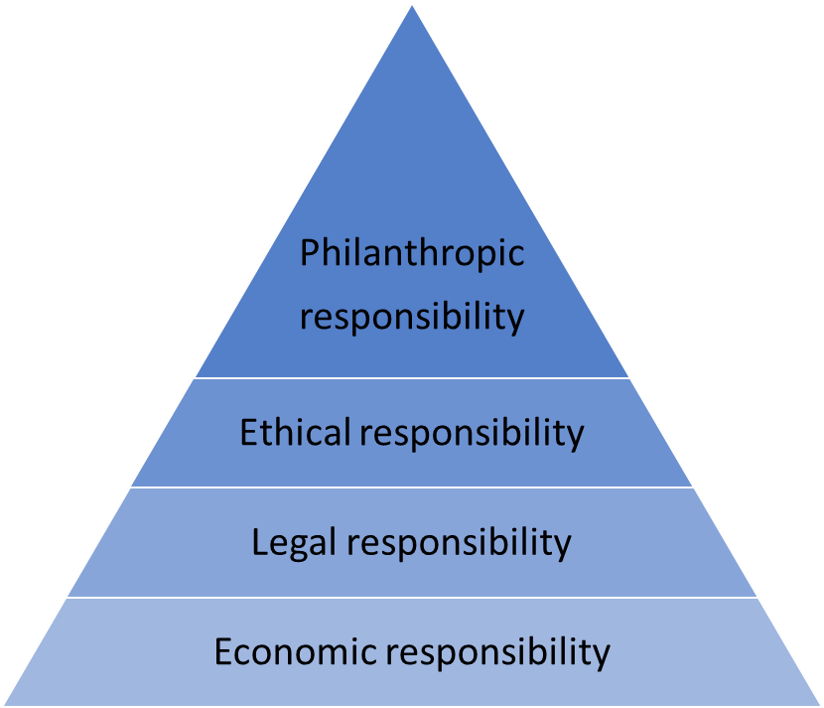 Philanthropic
responsibility
Ethical responsibility
Legal responsibility
Economic responsibility